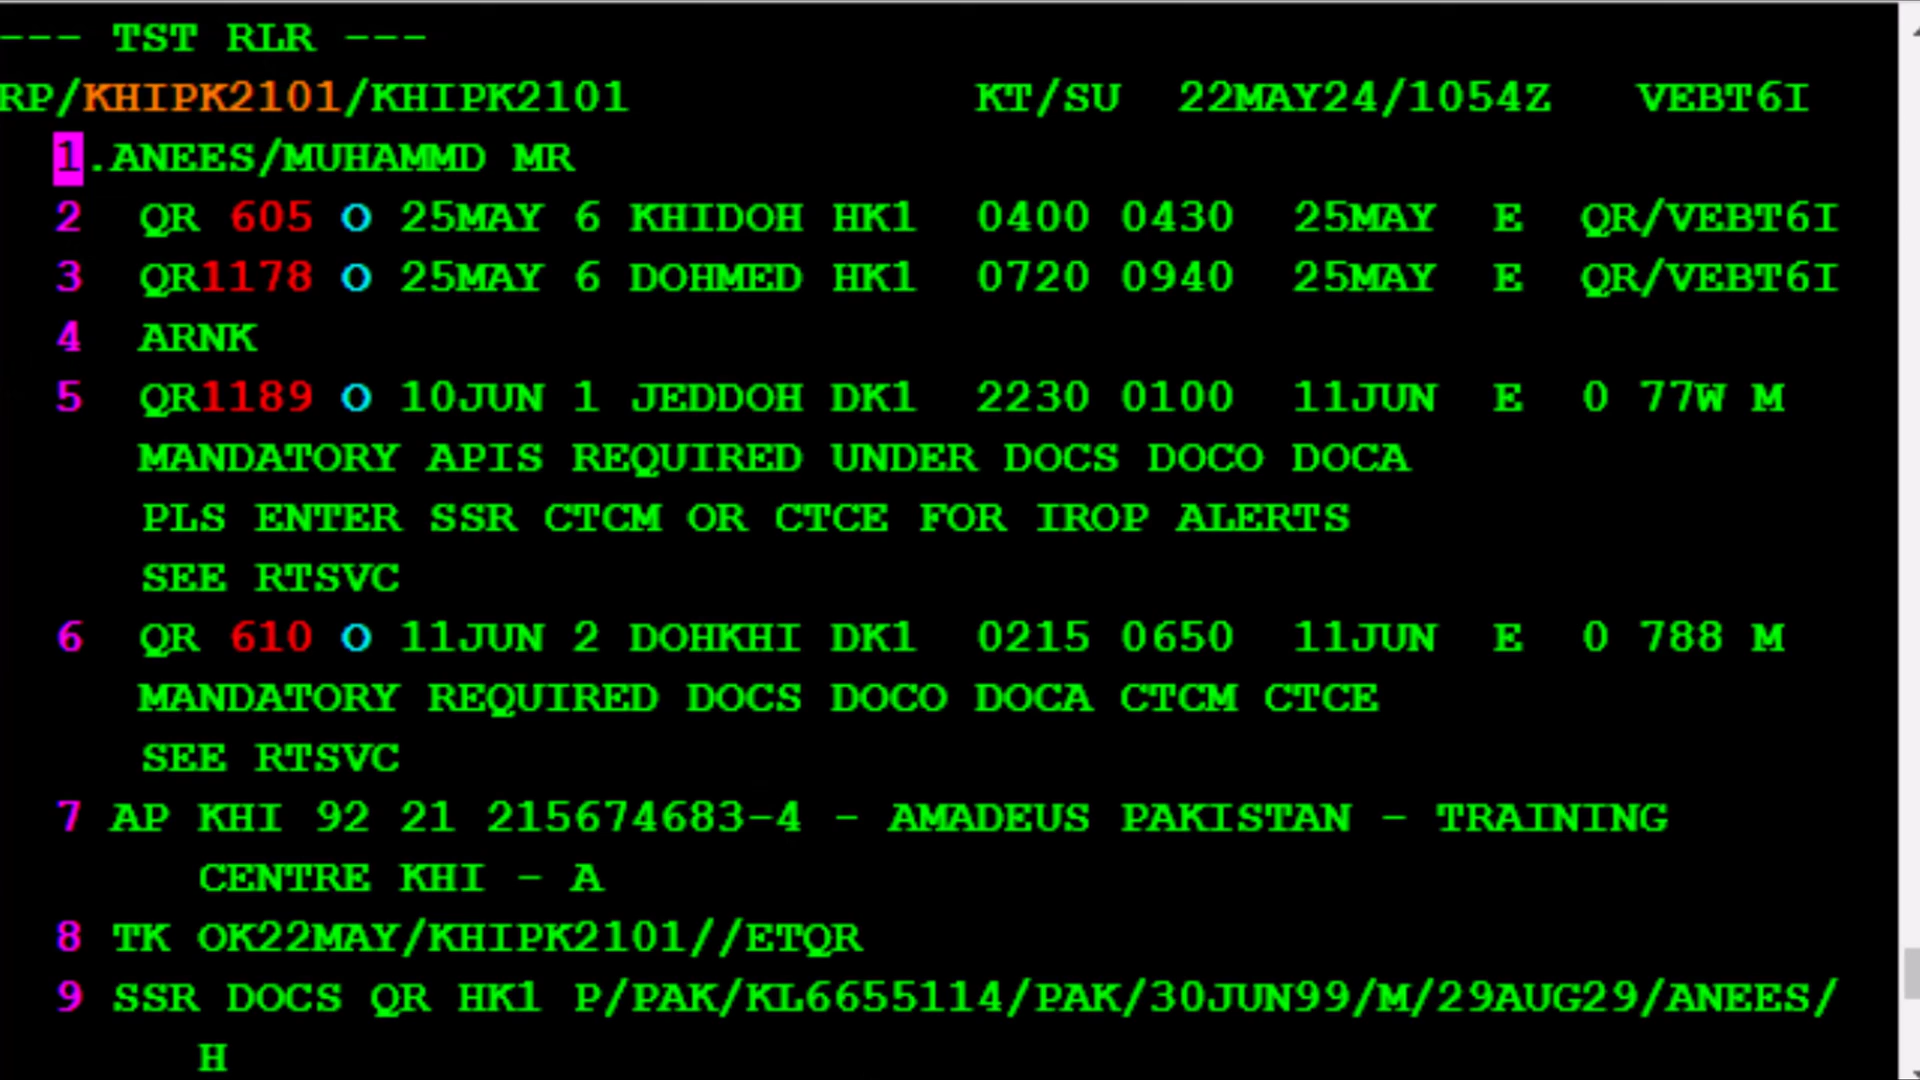 --- TST RLR ---
RP/KHIPK2101/KHIPK2101 KT/SU 22MAY24/1054Z VEBT6I
1.ANEES/MUHAMMD MR
2 QR 605 O 25MAY 6 KHIDOH HK1 0400 0430 25MAY E QR/VEBT6I
3 QR1178 O 25MAY 6 DOHMED HK1 0720 0940 25MAY E QR/VEBT6I
4 ARNK
5 QR1189 O 10JUN 1 JEDDOH DK1 2230 0100 11JUN E 0 77W M
MANDATORY APIS REQUIRED UNDER DOCS DOCO DOCA
PLS ENTER SSR CTCM OR CTCE FOR IROP ALERTS
SEE RTSVC
6 QR 610 O 11JUN 2 DOHKHI DK1 0215 0650 11JUN E 0 788 M
MANDATORY REQUIRED DOCS DOCO DOCA CTCM CTCE
SEE RTSVC
7 AP KHI 92 21 215674683-4 - AMADEUS PAKISTAN - TRAINING
CENTRE KHI - A
8 TK OK22MAY/KHIPK2101//ETQR
9 SSR DOCS QR HK1 P/PAK/KL6655114/PAK/30JUN99/M/29AUG29/ANEES/
H